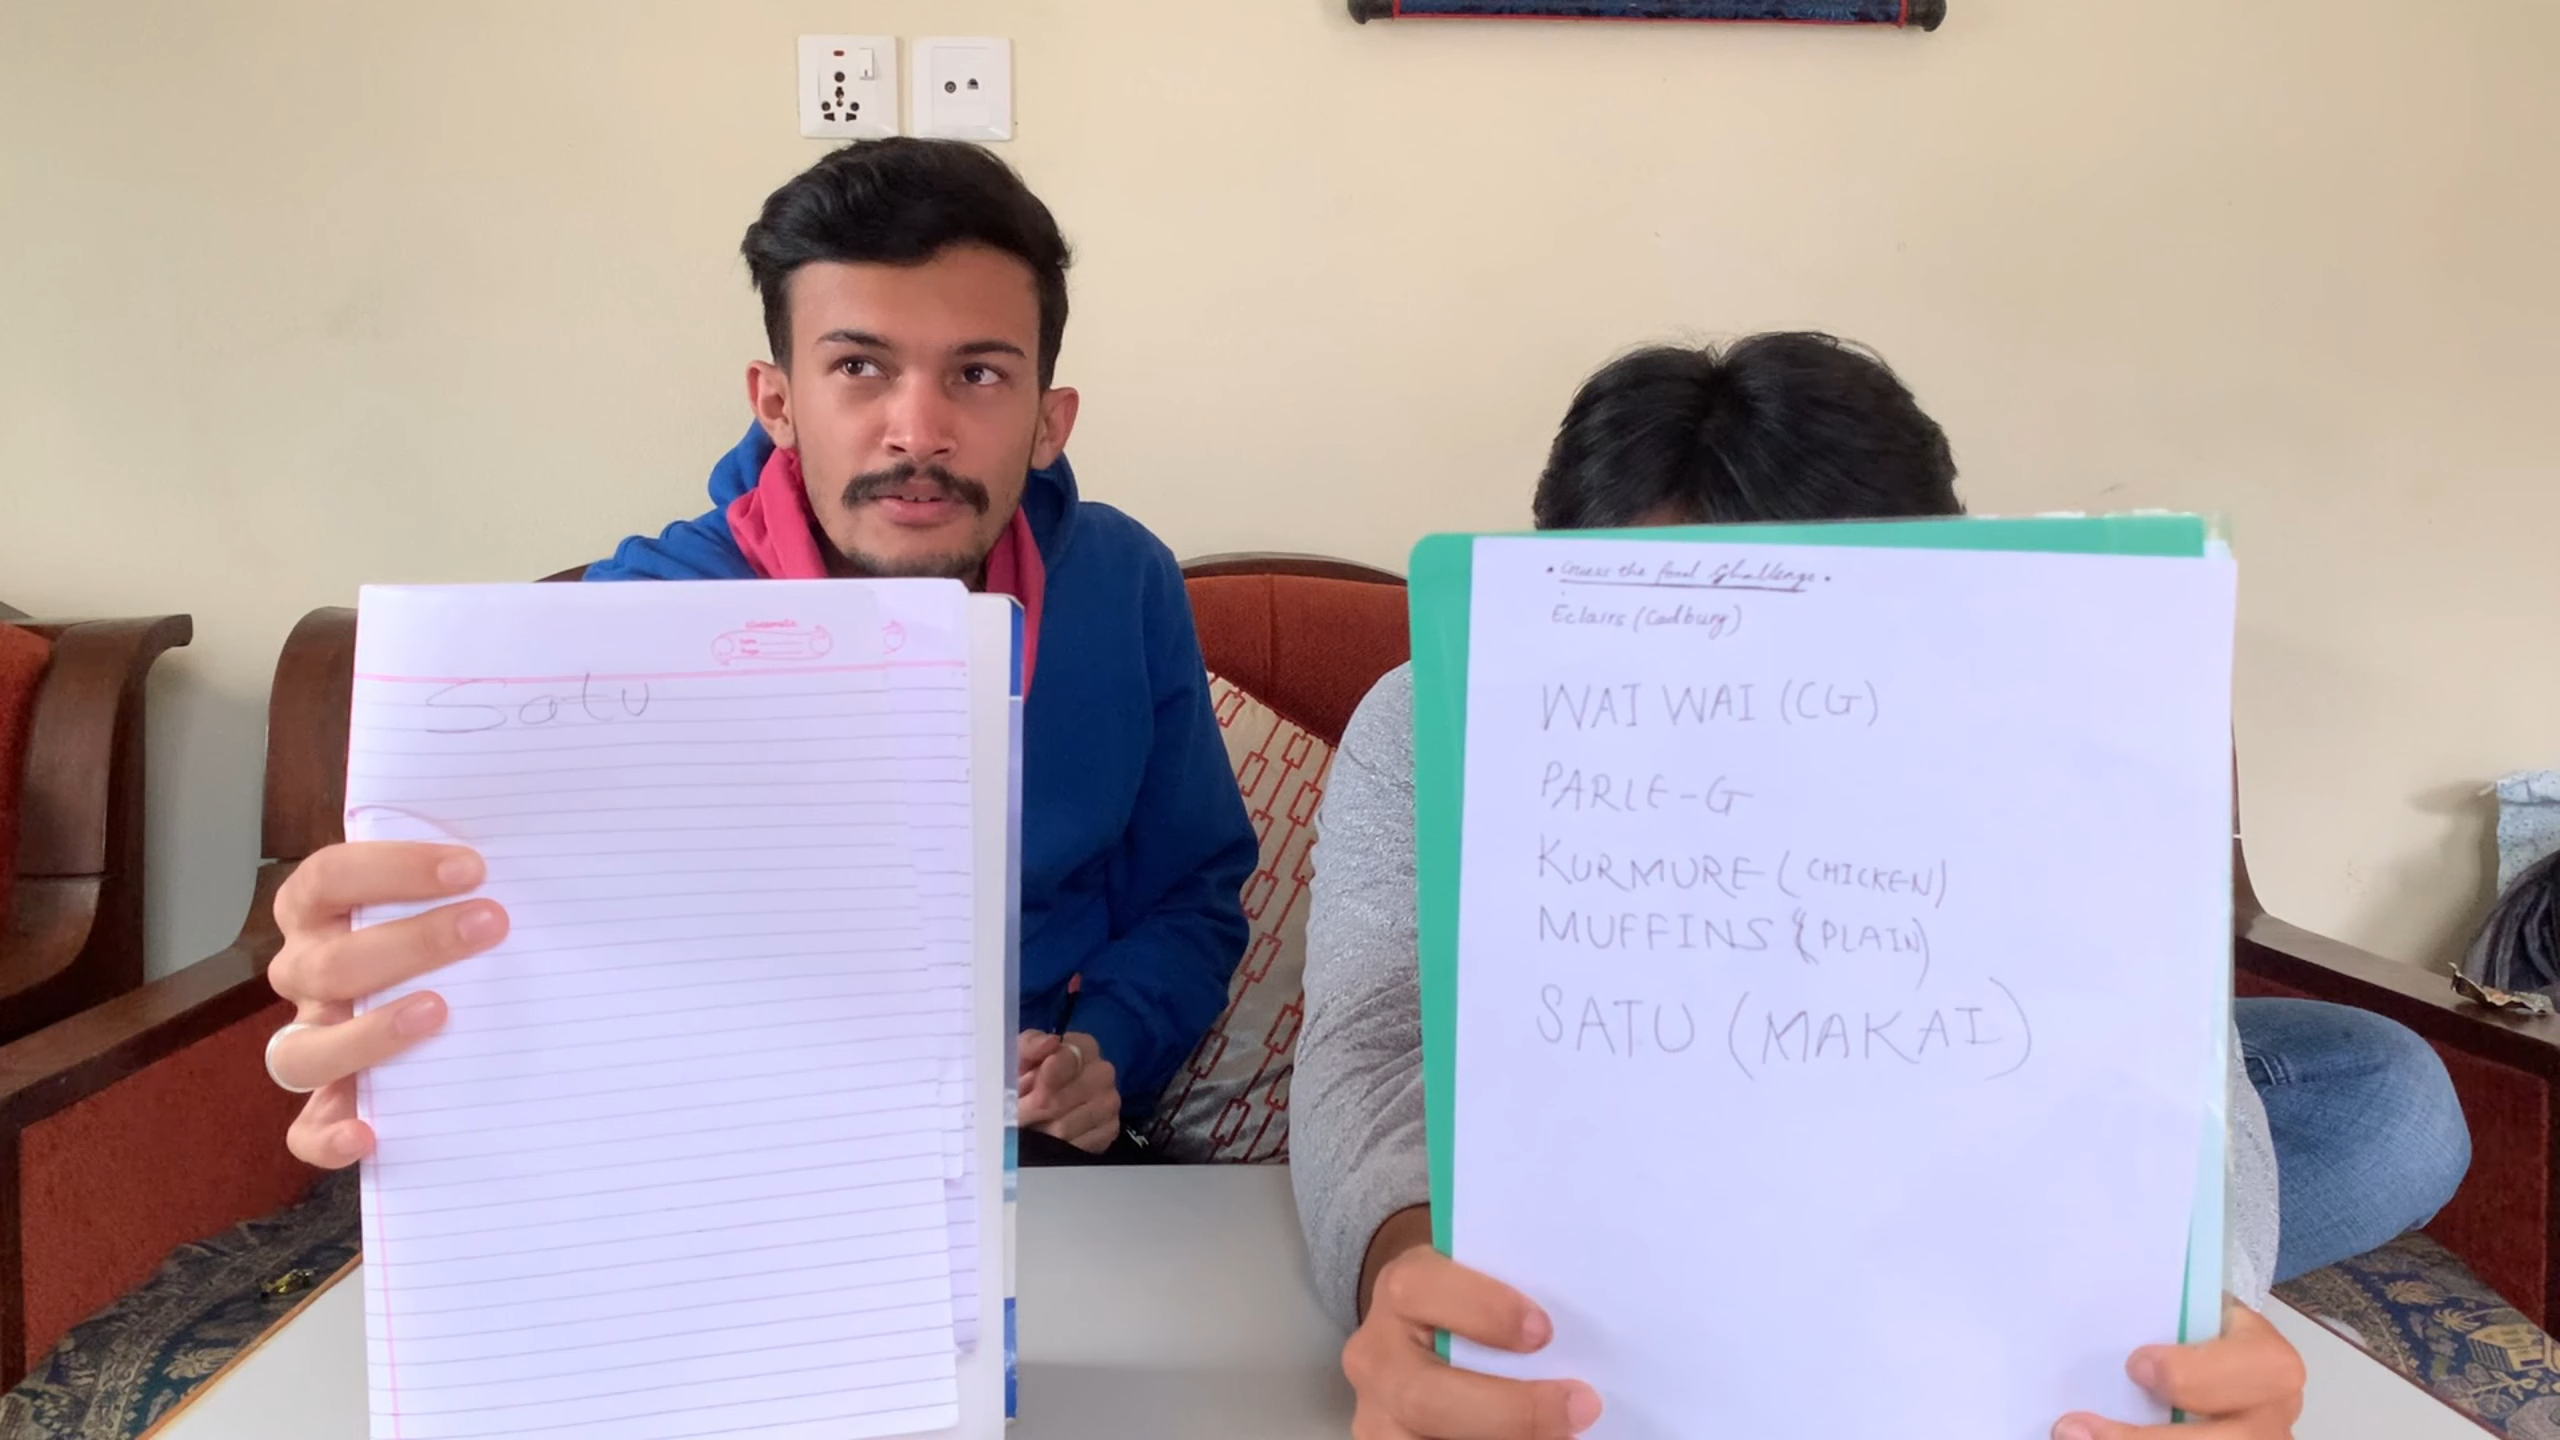 Satu
• Guess the food Challenge •
Eclairs (Cadbury)
WAI WAI (CG)
PARLE-G
KURMURE (CHICKEN)
MUFFINS (PLAIN)
SATU (MAKAI)